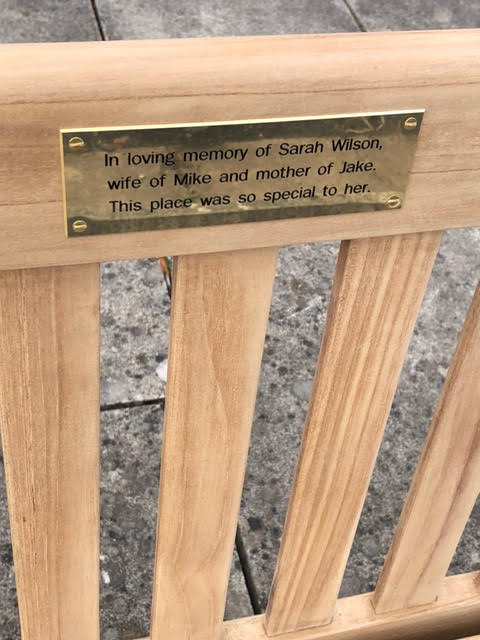 In loving memory of Sarah Wilson,
wife of Mike and mother of Jake.
This place was so special to her.